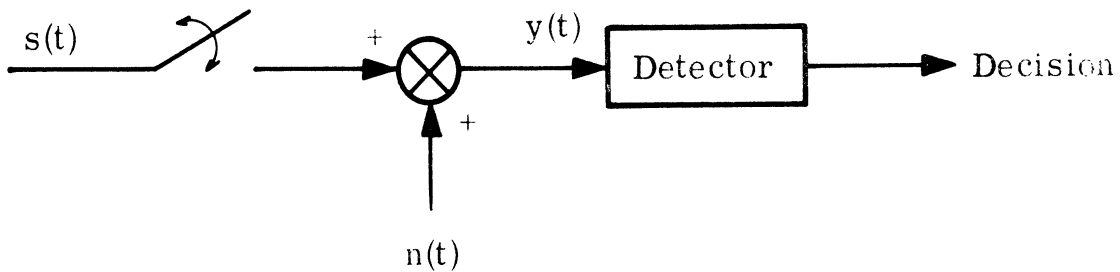 s(t)
+
y(t)
Detector
Decision
+
n(t)